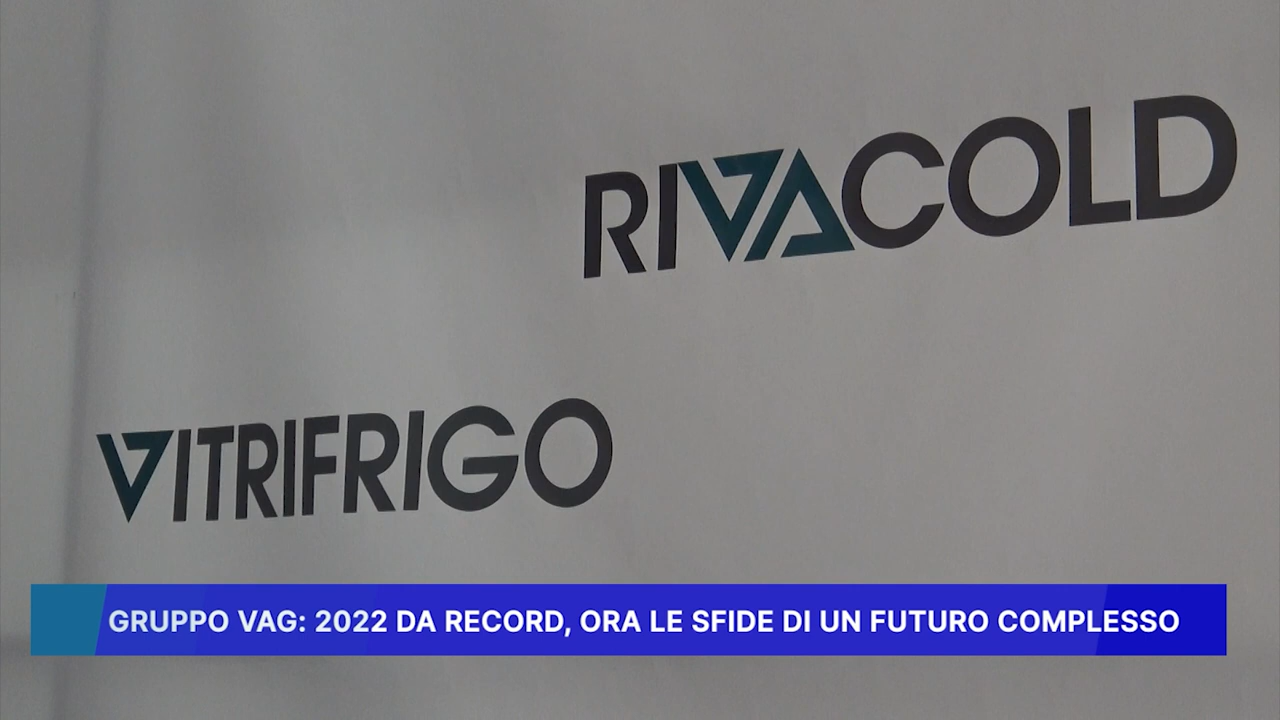 RIVACOLD
VITRIFRIGO
GRUPPO VAG: 2022 DA RECORD, ORA LE SFIDE DI UN FUTURO COMPLESSO